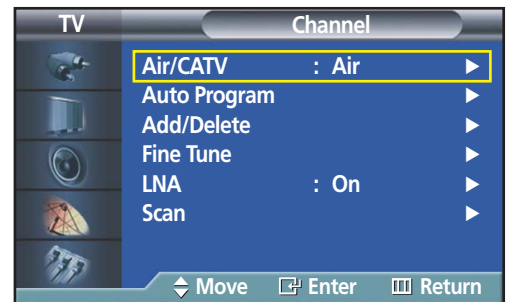 TV Channel
Air/CATV : Air ▶
Auto Program ▶
Add/Delete ▶
Fine Tune ▶
LNA : On ▶
Scan ▶
Move Enter Return